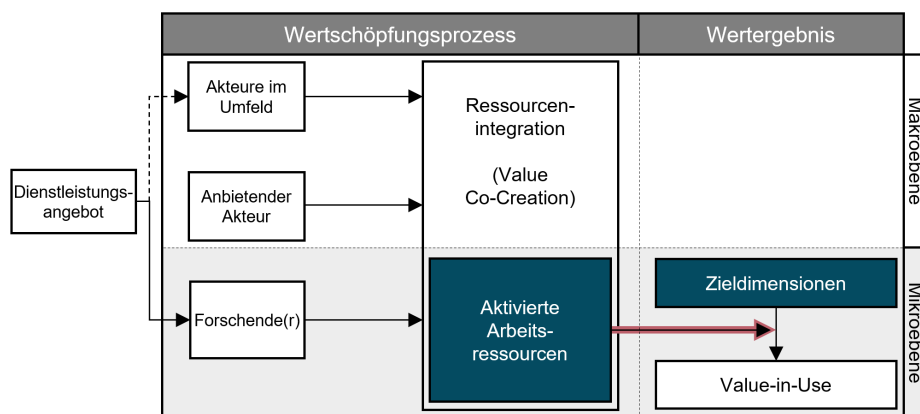 Wertschöpfungsprozess
Wertergebnis
Akteure im
Umfeld
Ressourcen-
integration
(Value
Co-Creation)
Makroebene
Dienstleistungs-
angebot
Anbietender
Akteur
Forschende(r)
Aktivierte
Arbeits-
ressourcen
Zieldimensionen
Value-in-Use
Mikroebene